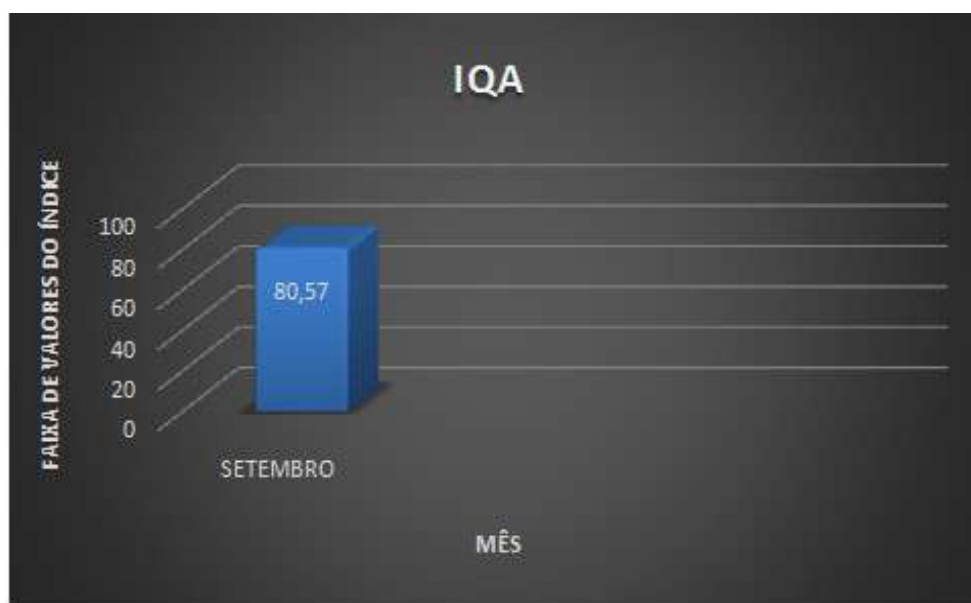 IQA
FAIXA DE VALORES DO ÍNDICE
100
80
60
40
20
0
80,57
SETEMBRO
MÊS